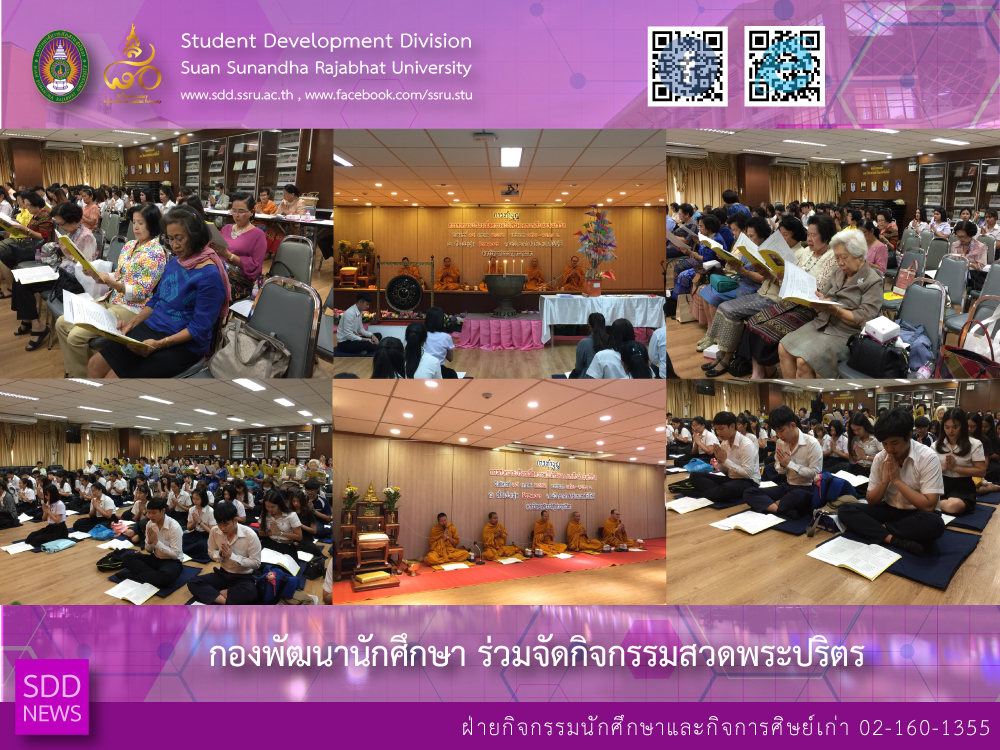 Student Development Division
Suan Sunandha Rajabhat University
www.sdd.ssru.ac.th , www.facebook.com/ssru.stu
กองพัฒนานักศึกษา ร่วมจัดกิจกรรมสวดพระปริตร
SDD
NEWS
ฝ่ายกิจกรรมนักศึกษาและกิจการศิษย์เก่า 02-160-1355